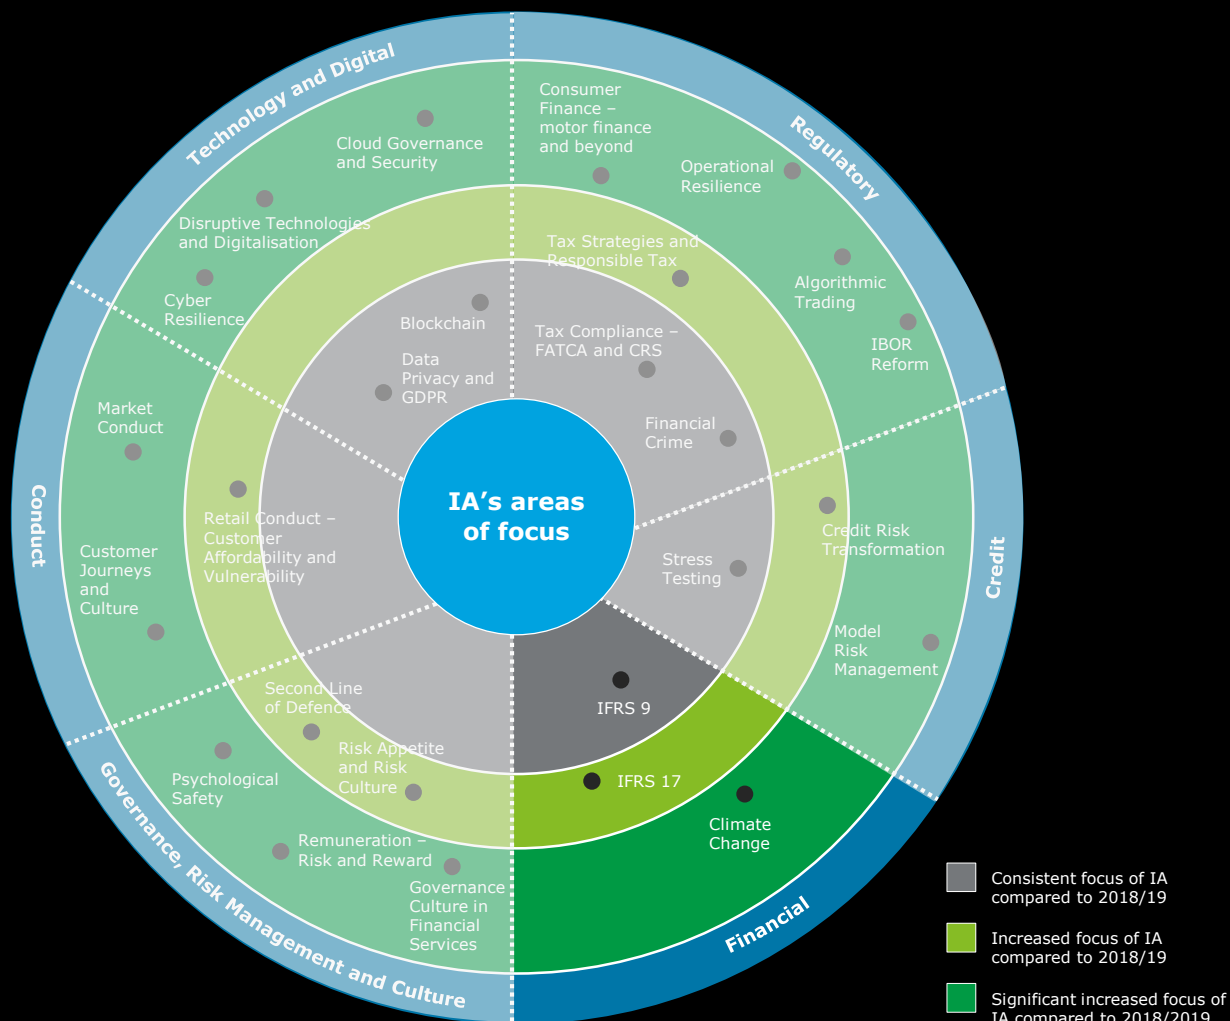 Technology and Digital
Cloud Governance
and Security
Disruptive Technologies
and Digitalisation
Cyber
Resilience
Blockchain
Data
Privacy and
GDPR
Regulatory
Consumer
Finance –
motor finance
and beyond
Operational
Resilience
Algorithmic
Trading
IBOR
Reform
Tax Strategies and
Responsible Tax
Tax Compliance –
FATCA and CRS
Financial
Crime
Conduct
Market
Conduct
Customer
Journeys
and
Culture
Retail Conduct –
Customer
Affordability and
Vulnerability
IA’s areas
of focus
Credit
Credit Risk
Transformation
Stress
Testing
Model
Risk
Management
Governance, Risk Management and Culture
Second Line
of Defence
Risk Appetite
and Risk
Culture
Psychological
Safety
Remuneration –
Risk and Reward
Governance
Culture in
Financial
Services
Financial
IFRS 9
IFRS 17
Climate
Change
Consistent focus of IA
compared to 2018/19
Increased focus of IA
compared to 2018/19
Significant increased focus of
IA compared to 2018/2019